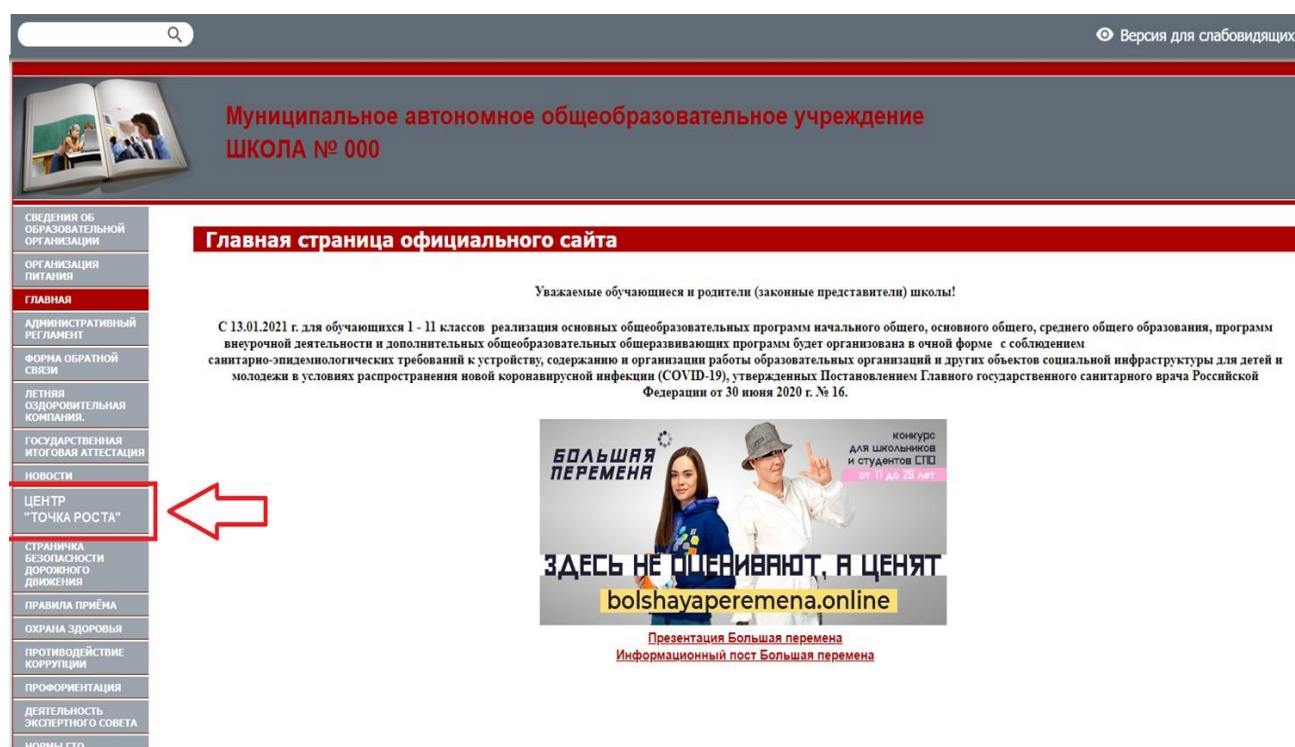 Версия для слабовидящих
Муниципальное автономное общеобразовательное учреждение
ШКОЛА № 000
СВЕДЕНИЯ ОБ
ОБРАЗОВАТЕЛЬНОЙ
ОРГАНИЗАЦИИ
ОРГАНИЗАЦИЯ
ПИТАНИЯ
ГЛАВНАЯ
АДМИНИСТРАТИВНЫЙ
РЕГЛАМЕНТ
ФОРМА ОБРАТНОЙ
СВЯЗИ
ЛЕТНЯЯ
ОЗДОРОВИТЕЛЬНАЯ
КОМПАНИЯ.
ГОСУДАРСТВЕННАЯ
ИТОГОВАЯ АТТЕСТАЦИЯ
НОВОСТИ
ЦЕНТР
"ТОЧКА РОСТА"
СТРАНИЧКА
БЕЗОПАСНОСТИ
ДОРОЖНОГО
ДВИЖЕНИЯ
ПРАВИЛА ПРИЁМА
ОХРАНА ЗДОРОВЬЯ
ПРОТИВОДЕЙСТВИЕ
КОРРУПЦИИ
ПРОФОРИЕНТАЦИЯ
ДЕЯТЕЛЬНОСТЬ
ЭКСПЕРТНОГО СОВЕТА
НОРМЫ ГТО
Главная страница официального сайта
Уважаемые обучающиеся и родители (законные представители) школы!
С 13.01.2021 г. для обучающихся 1 - 11 классов реализация основных общеобразовательных программ начального общего, основного общего, среднего общего образования, программ
внеурочной деятельности и дополнительных общеобразовательных общеразвивающих программ будет организована в очной форме с соблюдением
санитарно-эпидемиологических требований к устройству, содержанию и организации работы образовательных организаций и других объектов социальной инфраструктуры для детей и
молодежи в условиях распространения новой коронавирусной инфекции (COVID-19), утвержденных Постановлением Главного государственного санитарного врача Российской
Федерации от 30 июня 2020 г. № 16.
БОЛЬШАЯ
ПЕРЕМЕНА
конкурс
для школьников
и студентов СПО
от 11 до 25 лет
ЗДЕСЬ НЕ ОЦЕНИВАЮТ, А ЦЕНЯТ
bolshayaperemena.online
Презентация Большая перемена
Информационный пост Большая перемена